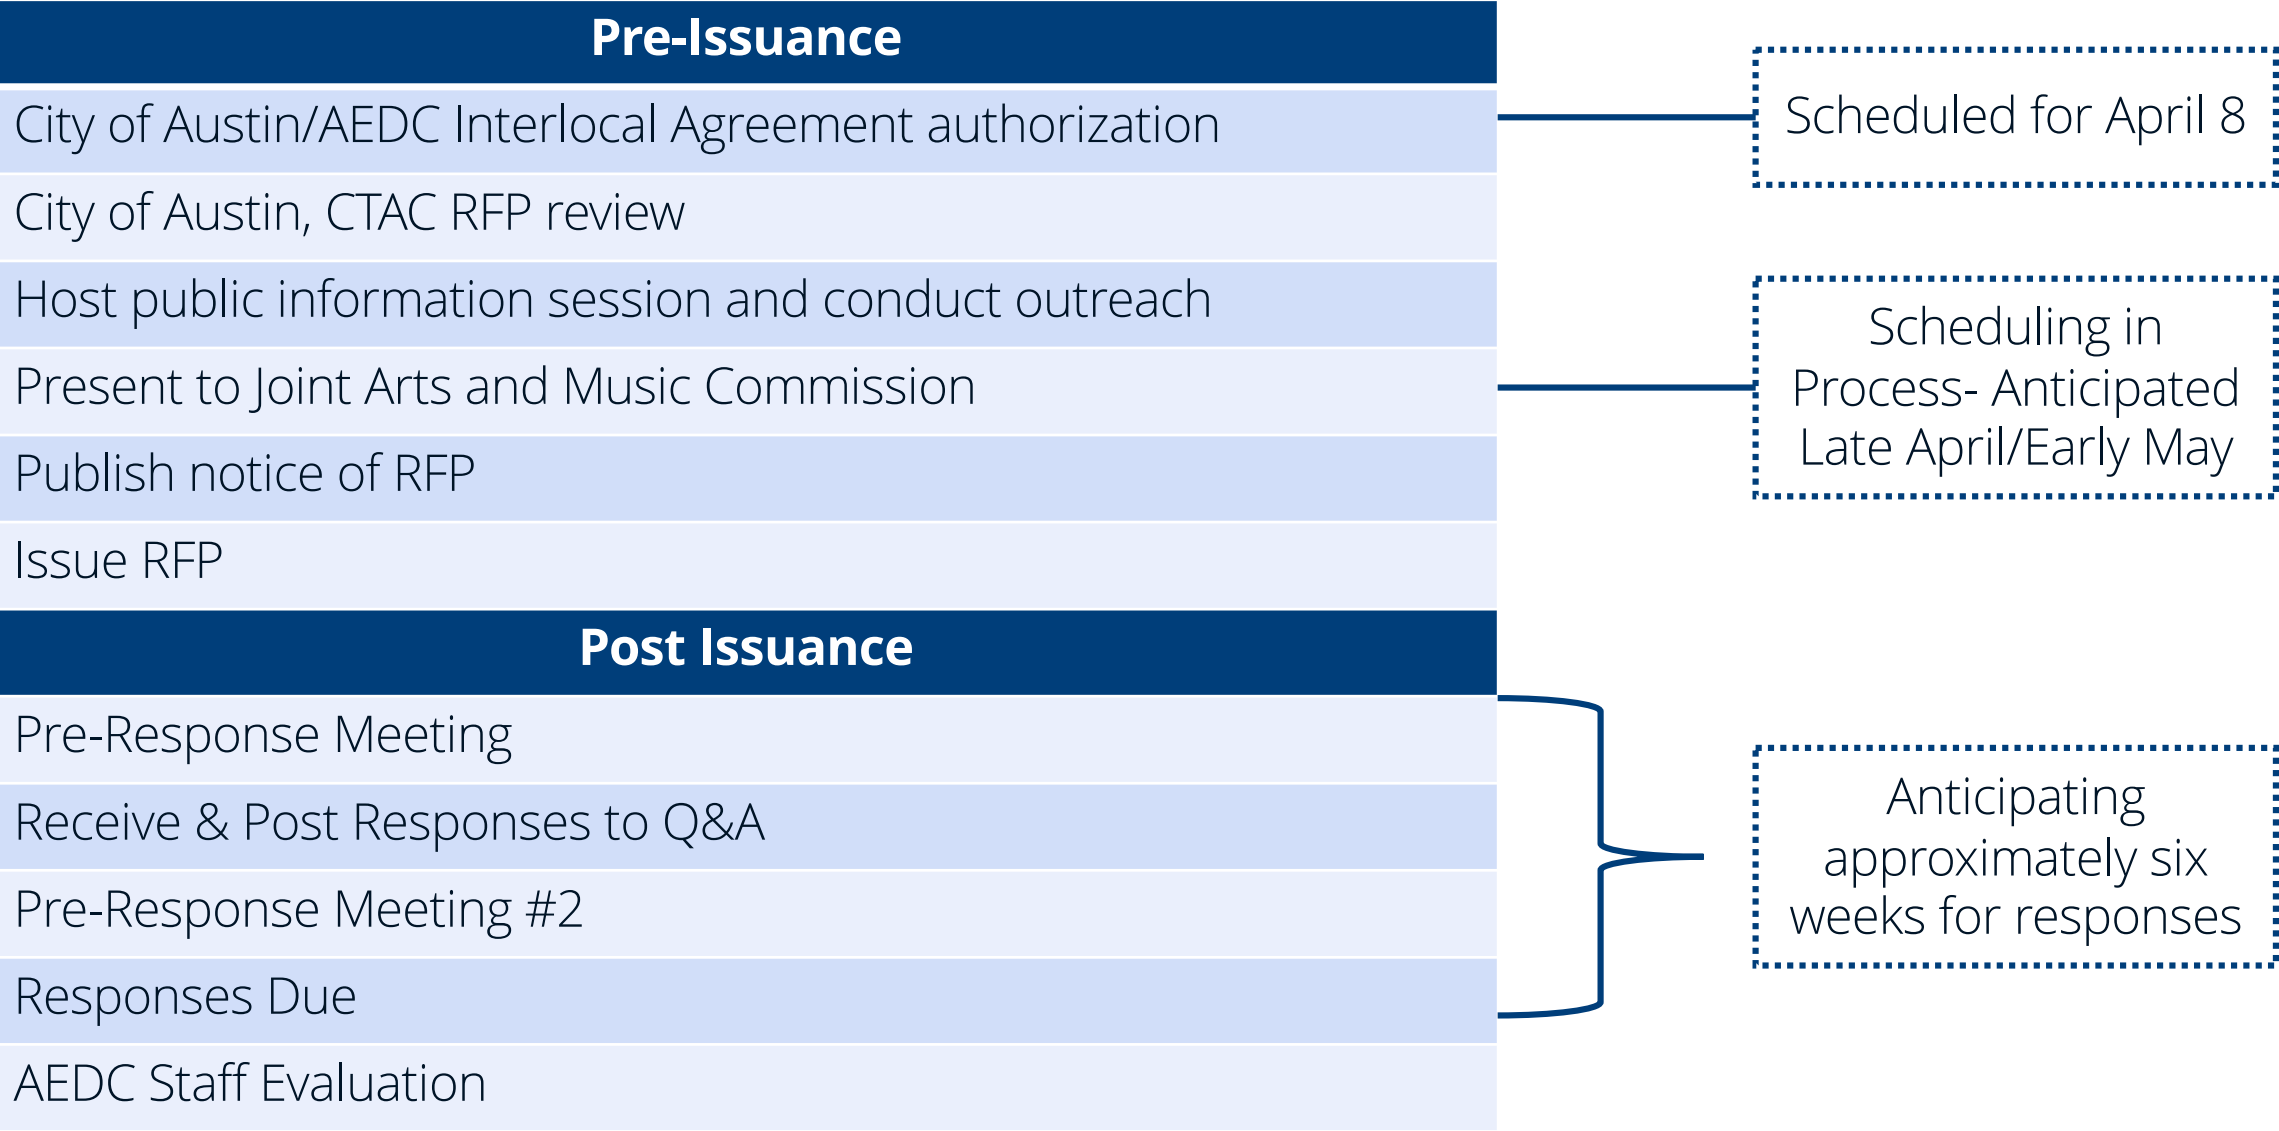 Pre-Issuance
City of Austin/AEDC Interlocal Agreement authorization
Scheduled for April 8
City of Austin, CTAC RFP review
Host public information session and conduct outreach
Present to Joint Arts and Music Commission
Scheduling in
Process- Anticipated
Late April/Early May
Publish notice of RFP
Issue RFP
Post Issuance
Pre-Response Meeting
Receive & Post Responses to Q&A
Pre-Response Meeting #2
Responses Due
Anticipating
approximately six
weeks for responses
AEDC Staff Evaluation